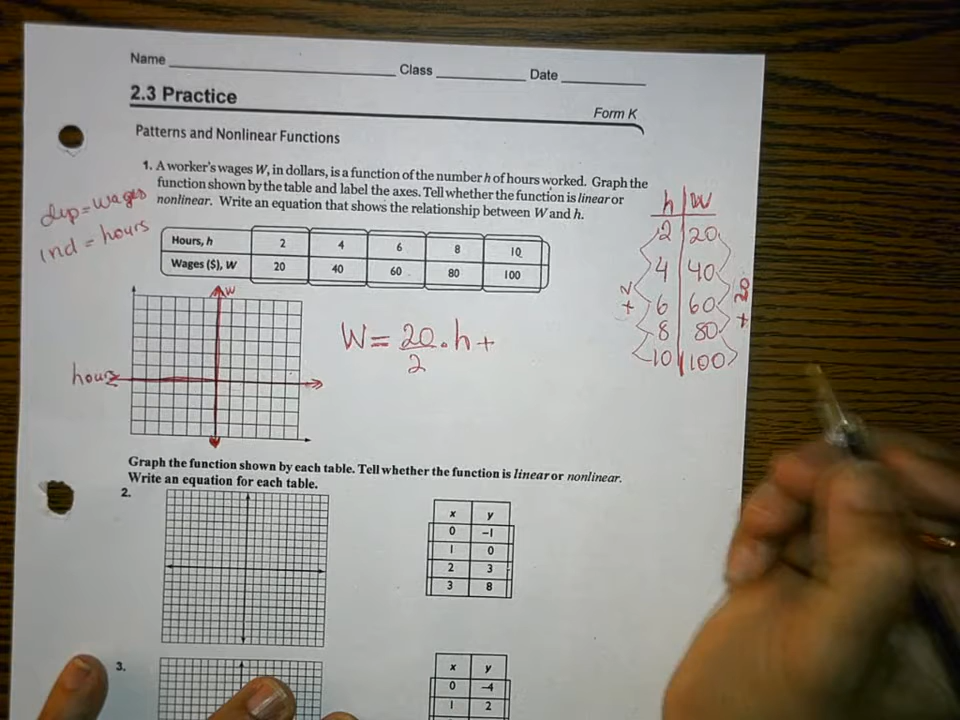 Name
Class
Date
2.3 Practice
Form K
Patterns and Nonlinear Functions
1. A worker's wages W, in dollars, is a function of the number h of hours worked. Graph the
function shown by the table and label the axes. Tell whether the function is linear or
nonlinear. Write an equation that shows the relationship between W and h.
dep = wages
ind = hours
Hours, h 2 4 6 8 10
Wages ($), W 20 40 60 80 100
h W
2 20
4 40
6 60
8 80
10 100
+2
+20
W
hours
W = 20/2 · h +
Graph the function shown by each table. Tell whether the function is linear or nonlinear.
Write an equation for each table.
2.
x y
0 -1
1 0
2 3
3 8
3.
x y
0 -4
1 2